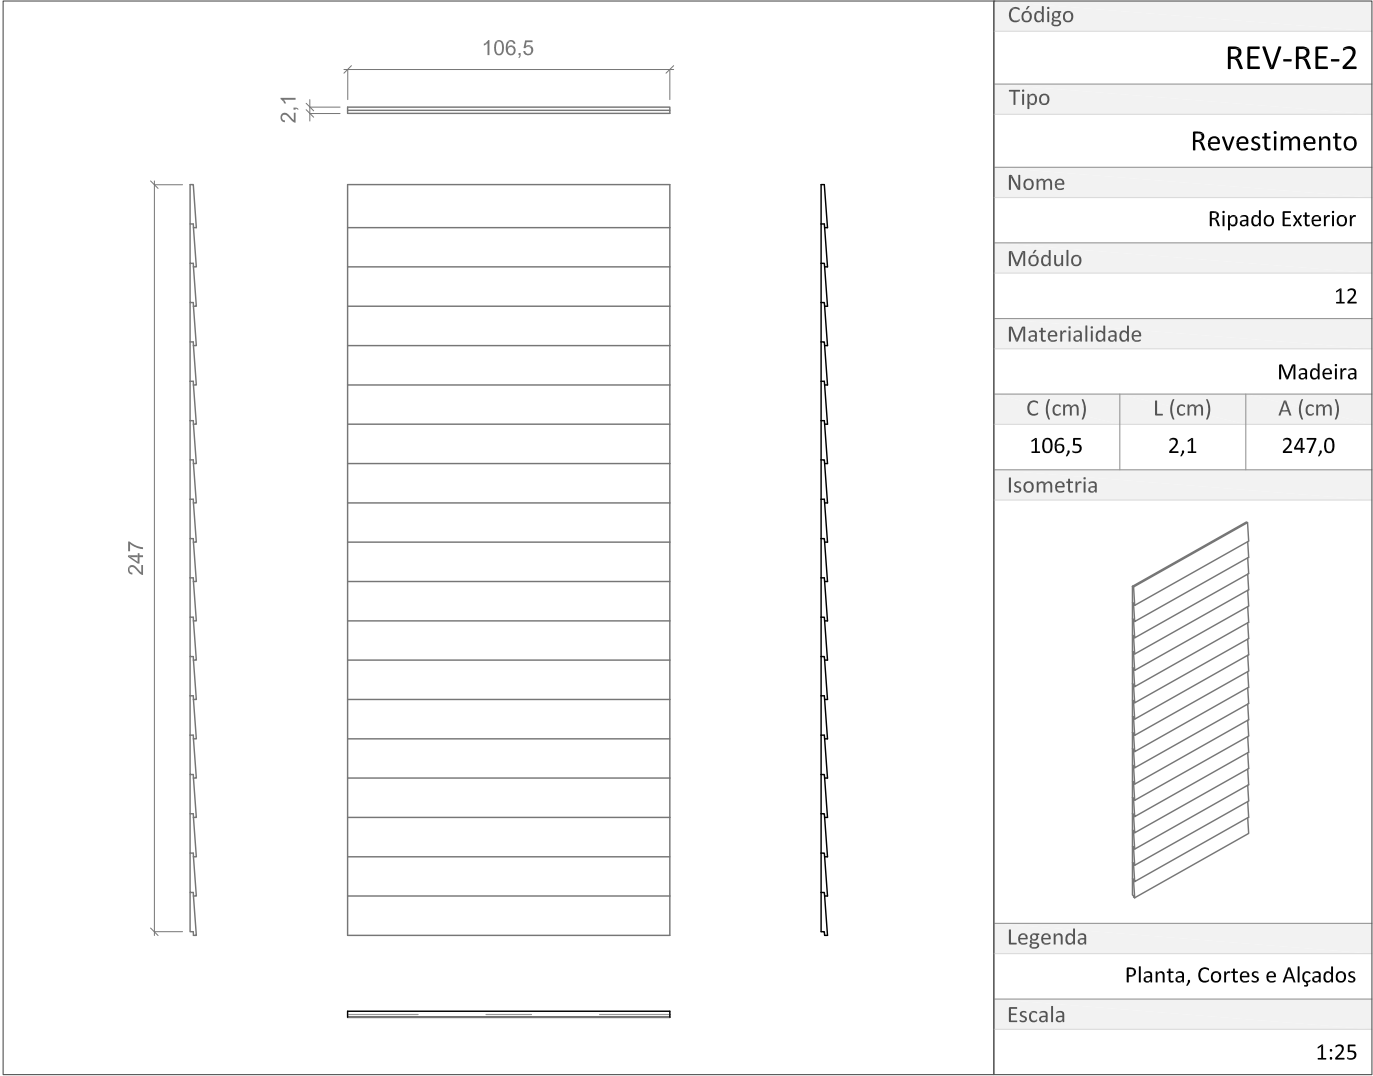 106,5
2,1
247
Código
REV-RE-2
Tipo
Revestimento
Nome
Ripado Exterior
Módulo
12
Materialidade
Madeira
C (cm) L (cm) A (cm)
106,5 2,1 247,0
Isometria
Legenda
Planta, Cortes e Alçados
Escala
1:25